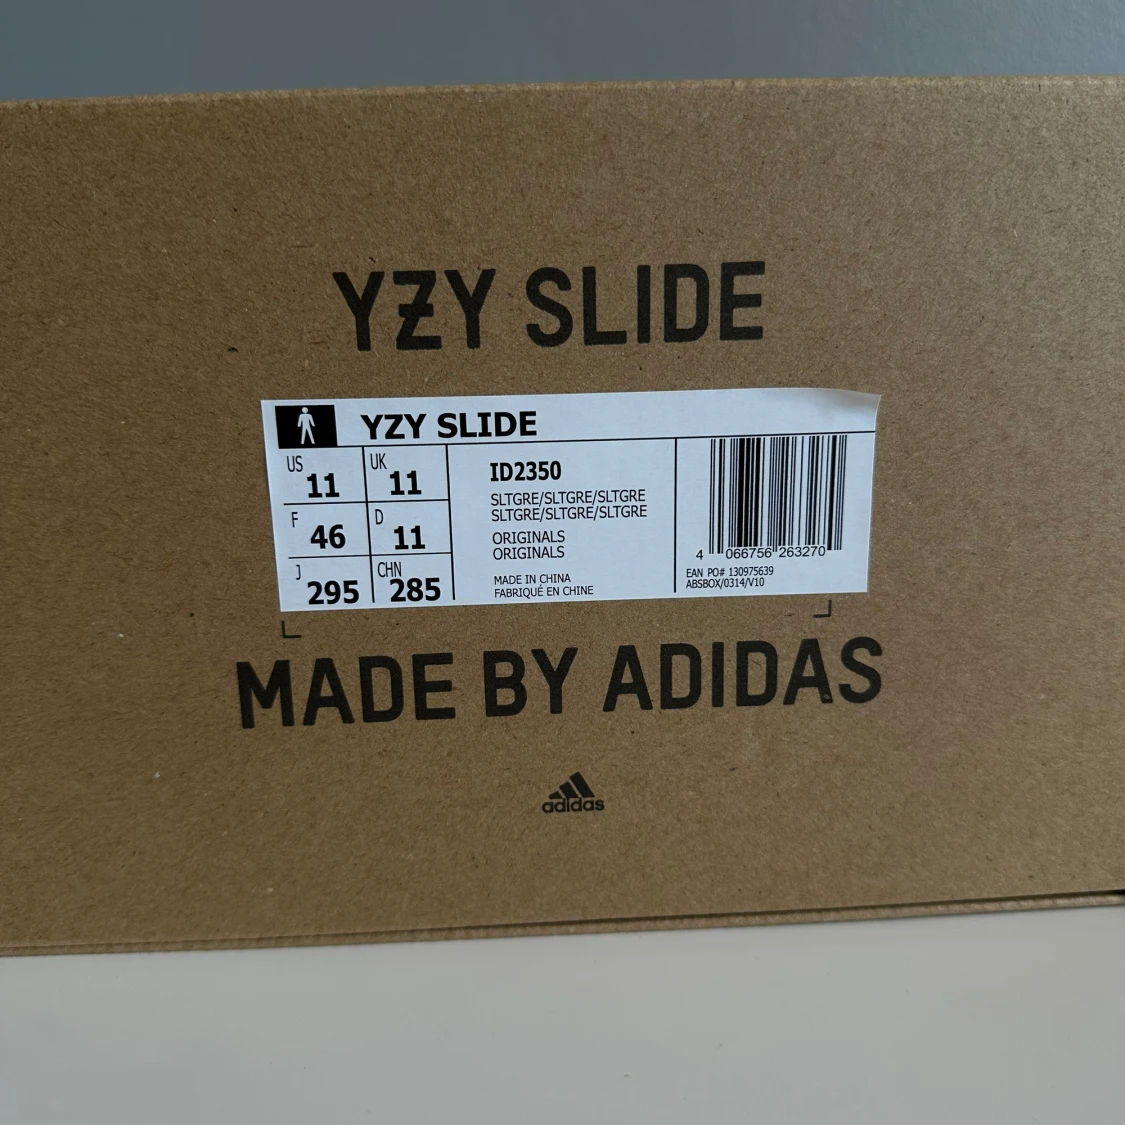 YZY SLIDE
YZY SLIDE
US 11 UK 11
F 46 D 11
J 295 CHN 285
ID2350
SLTGRE/SLTGRE/SLTGRE
SLTGRE/SLTGRE/SLTGRE
ORIGINALS
ORIGINALS
MADE IN CHINA
FABRIQUÉ EN CHINE
4 066756 263270
EAN PO# 130975639
ABSBOX/0314/V10
MADE BY ADIDAS
adidas